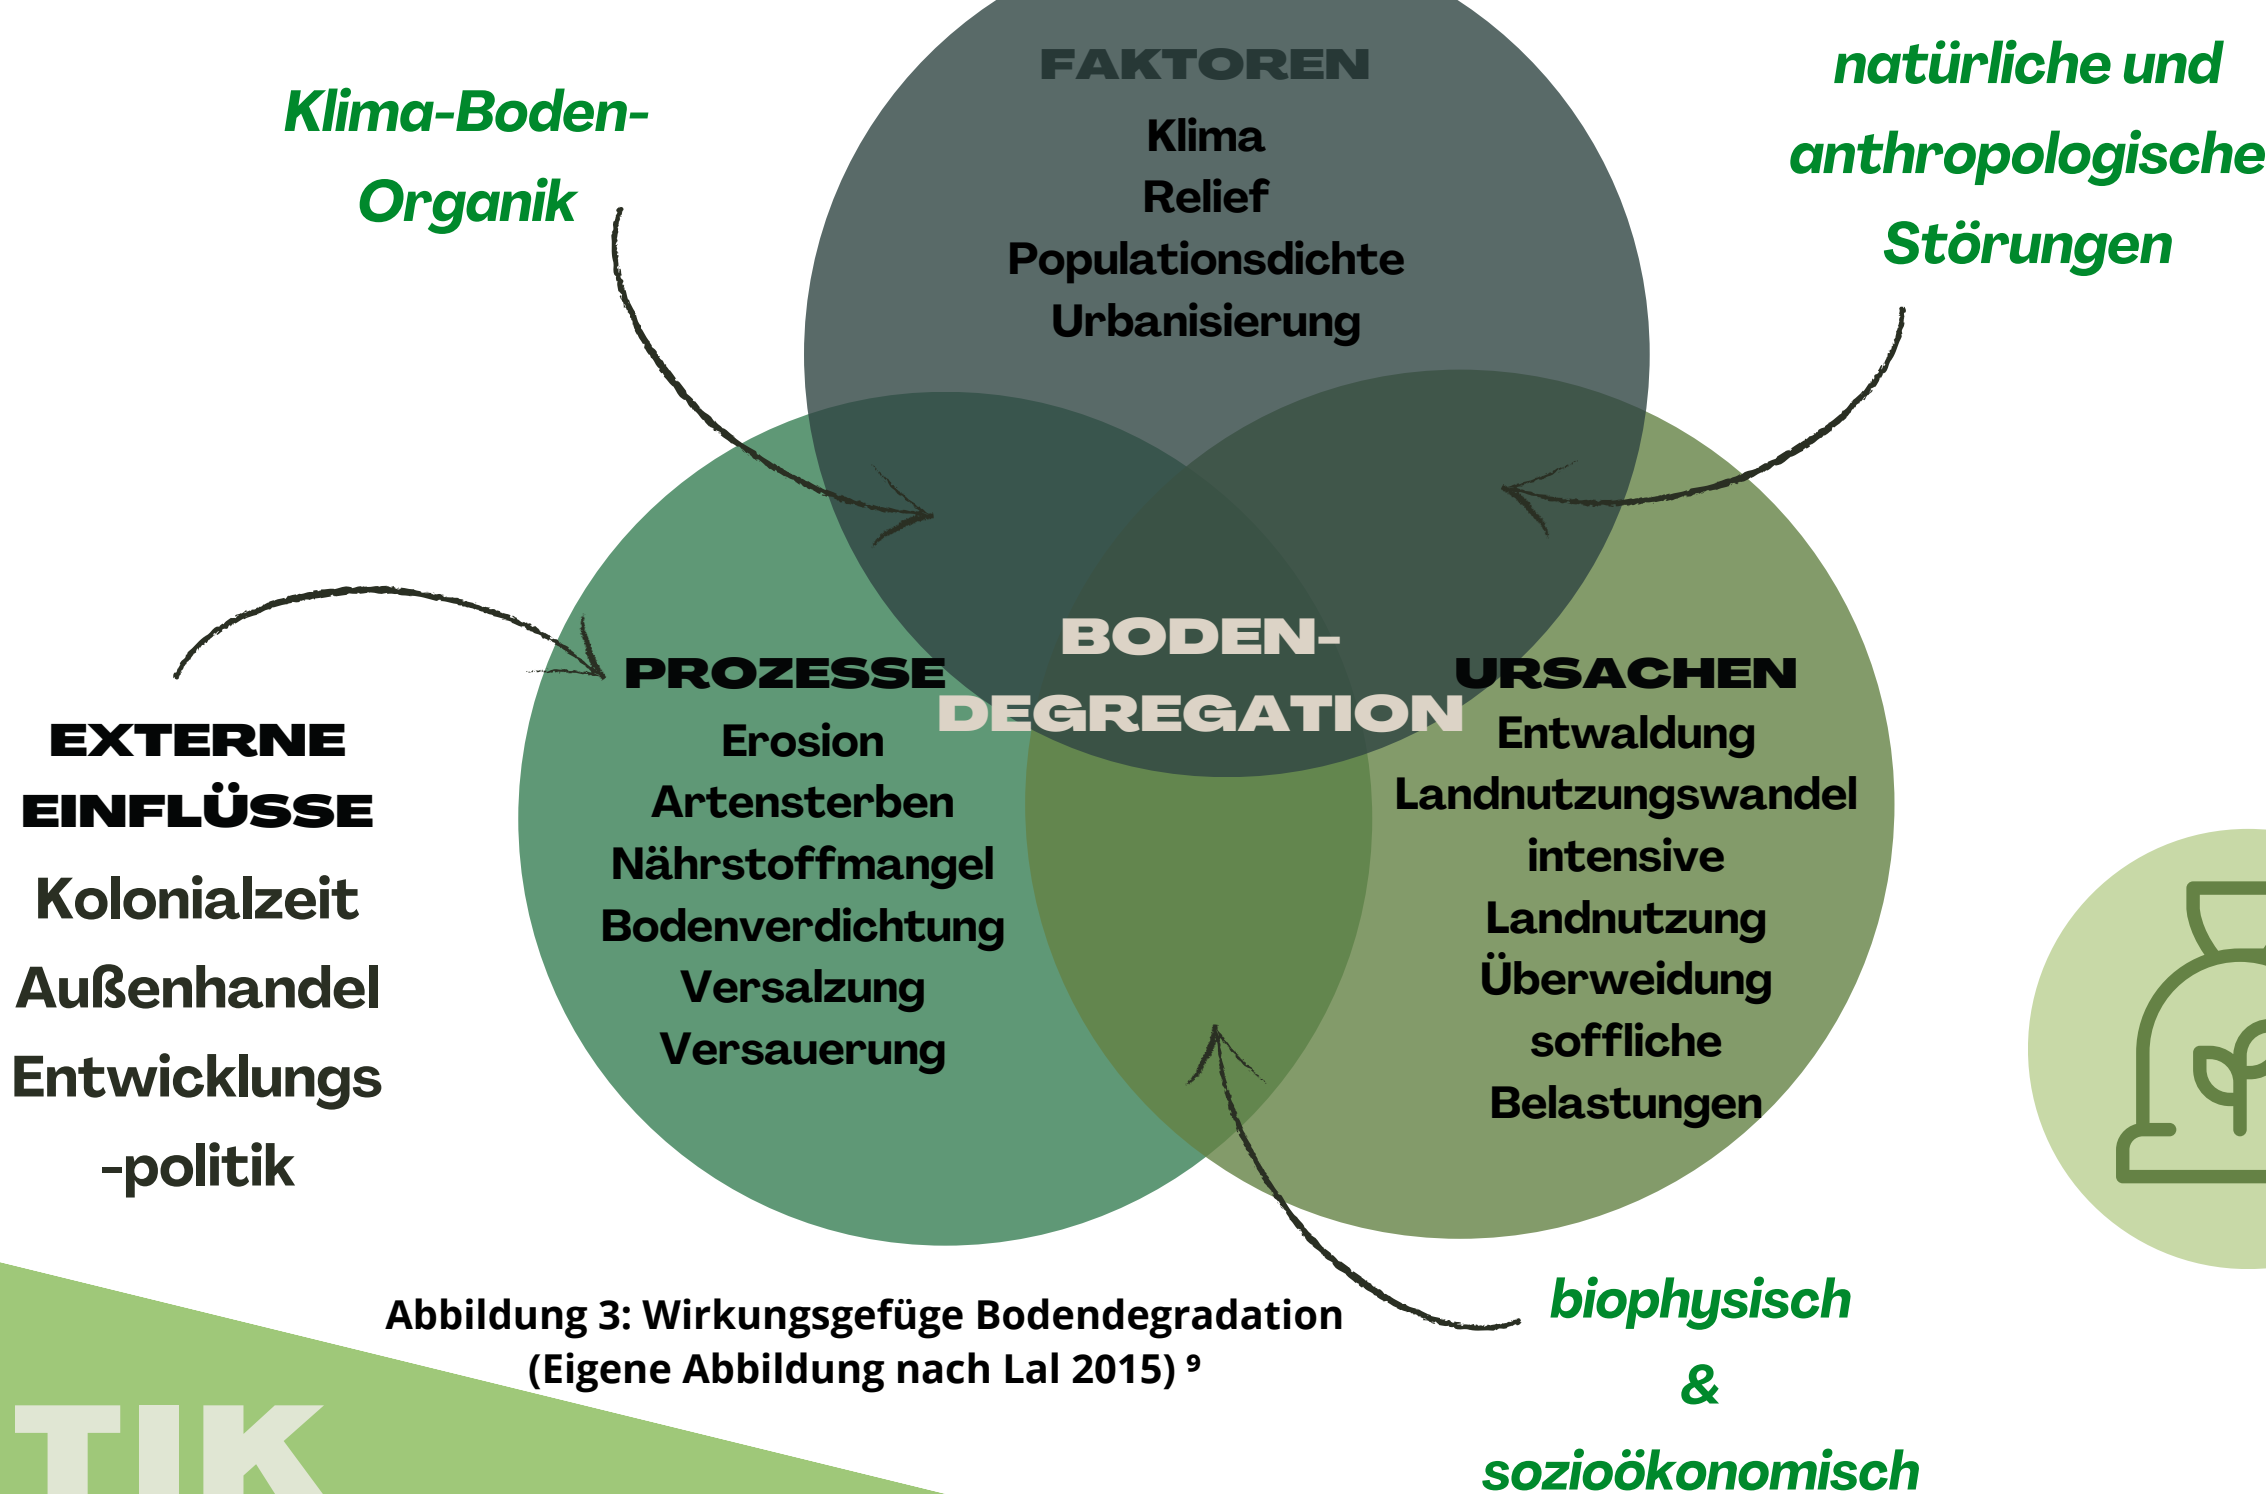 Klima-Boden-
Organik
FAKTOREN
Klima
Relief
Populationsdichte
Urbanisierung
natürliche und
anthropologische
Störungen
BODEN-
DEGREGATION
EXTERNE
EINFLÜSSE
Kolonialzeit
Außenhandel
Entwicklungs
-politik
PROZESSE
Erosion
Artensterben
Nährstoffmangel
Bodenverdichtung
Versalzung
Versauerung
URSACHEN
Entwaldung
Landnutzungswandel
intensive
Landnutzung
Überweidung
soffliche
Belastungen
Abbildung 3: Wirkungsgefüge Bodendegradation
(Eigene Abbildung nach Lal 2015) ⁹
biophysisch
&
sozioökonomisch
TIK